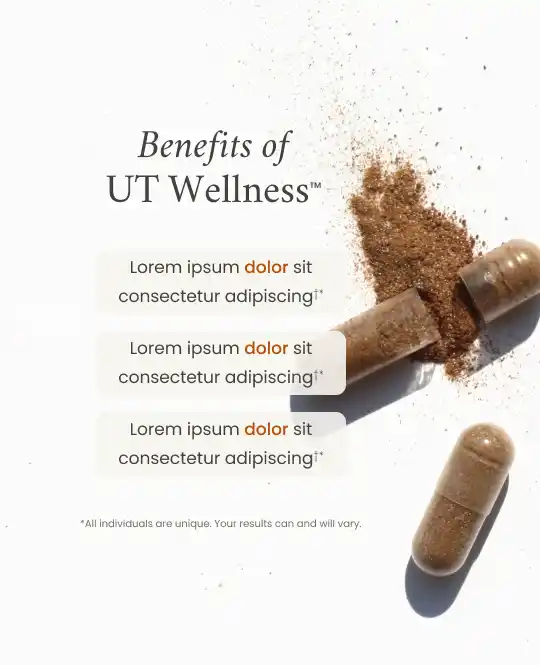 Benefits of
UT Wellness™
Lorem ipsum dolor sit
consectetur adipiscing†*
Lorem ipsum dolor sit
consectetur adipiscing†*
Lorem ipsum dolor sit
consectetur adipiscing†*
*All individuals are unique. Your results can and will vary.